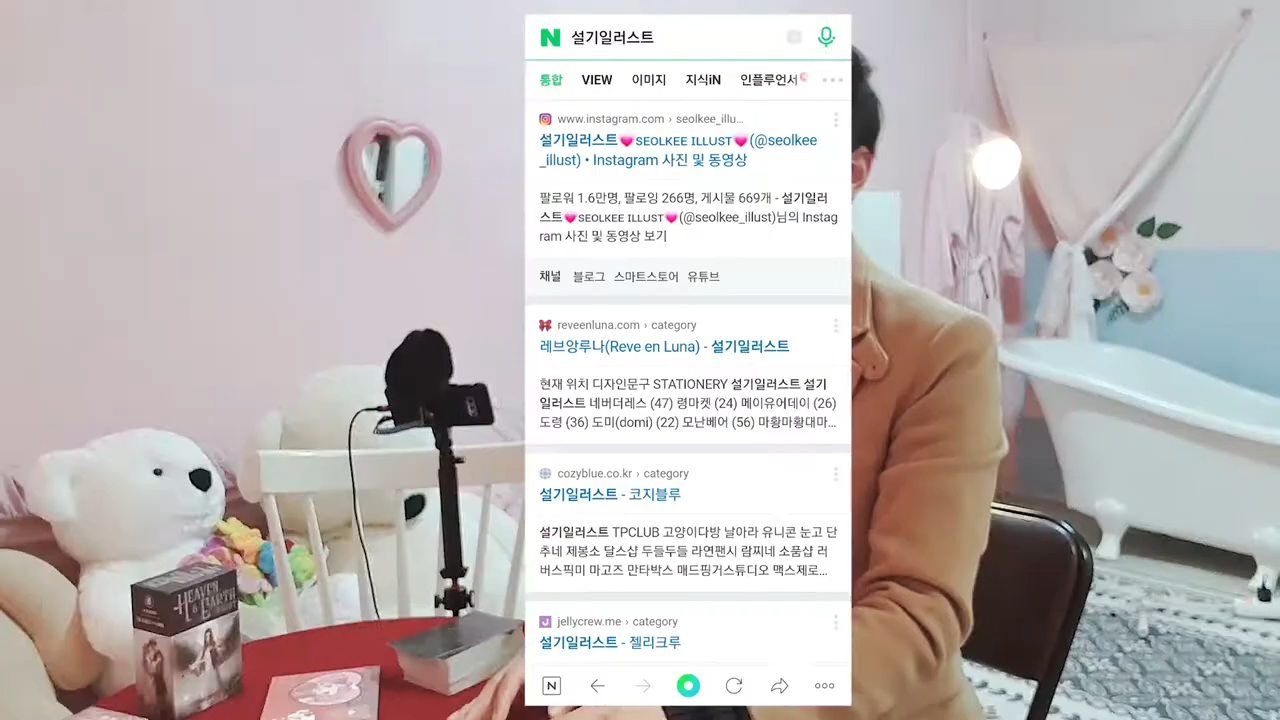 N 설기일러스트
통합 VIEW 이미지 지식iN 인플루언서
www.instagram.com › seolkee_illu...
설기일러스트💗SEOLKEE ILLUST💗(@seolkee
_illust) • Instagram 사진 및 동영상
팔로워 1.6만명, 팔로잉 266명, 게시물 669개 - 설기일러
스트💗SEOLKEE ILLUST💗(@seolkee_illust)님의 Instag
ram 사진 및 동영상 보기
채널 블로그 스마트스토어 유튜브
reveenluna.com › category
레브앙루나(Reve en Luna) - 설기일러스트
현재 위치 디자인문구 STATIONERY 설기일러스트 설기
일러스트 네버더레스 (47) 령마켓 (24) 메이유어데이 (26)
도령 (36) 도미(domi) (22) 모난베어 (56) 마황마황대마...
cozyblue.co.kr › category
설기일러스트 - 코지블루
설기일러스트 TPCLUB 고양이다방 날아라 유니콘 눈고 단
추네 제봉소 달스샵 두들두들 라연팬시 람찌네 소품샵 러
버스픽미 마고즈 만타박스 매드핑거스튜디오 맥스제로...
jellycrew.me › category
설기일러스트 - 젤리크루
N
HEAVEN
& EARTH